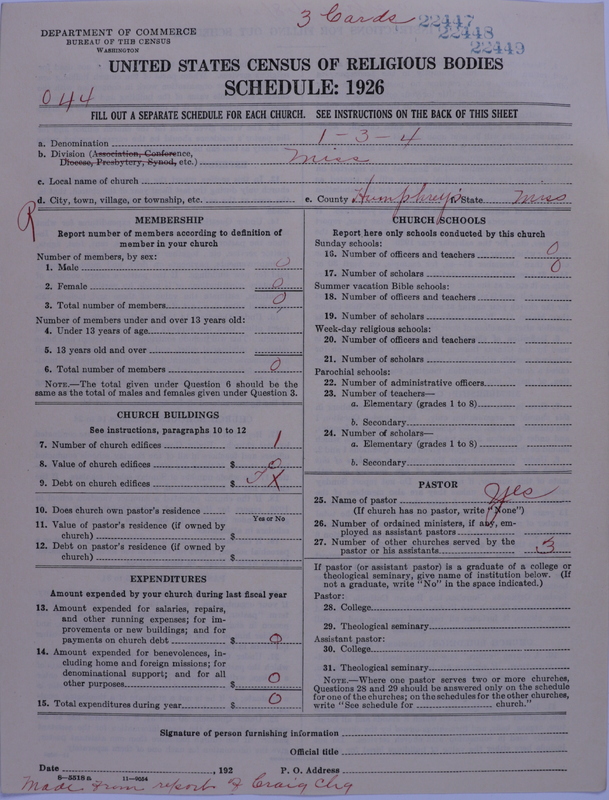 3 Cards 22447
22448
22449
DEPARTMENT OF COMMERCE
BUREAU OF THE CENSUS
WASHINGTON
UNITED STATES CENSUS OF RELIGIOUS BODIES
SCHEDULE: 1926
044
FILL OUT A SEPARATE SCHEDULE FOR EACH CHURCH. SEE INSTRUCTIONS ON THE BACK OF THIS SHEET
a. Denomination 1-3-4
b. Division (Association, Conference,
Diocese, Presbytery, Synod, etc.) Miss
c. Local name of church
d. City, town, village, or township, etc. e. County Humphreys State Miss
R
MEMBERSHIP
Report number of members according to definition of
member in your church
Number of members, by sex:
1. Male 0
2. Female 0
3. Total number of members 0
Number of members under and over 13 years old:
4. Under 13 years of age
5. 13 years old and over
6. Total number of members 0
NOTE.—The total given under Question 6 should be the
same as the total of males and females given under Question 3.
CHURCH BUILDINGS
See instructions, paragraphs 10 to 12
7. Number of church edifices 1
8. Value of church edifices $ 0
9. Debt on church edifices $ X
10. Does church own pastor's residence
Yes or No
11. Value of pastor's residence (if owned by
church) $
12. Debt on pastor's residence (if owned by
church) $
EXPENDITURES
Amount expended by your church during last fiscal year
13. Amount expended for salaries, repairs,
and other running expenses; for im-
provements or new buildings; and for
payments on church debt $ 0
14. Amount expended for benevolences, in-
cluding home and foreign missions; for
denominational support; and for all
other purposes $ 0
15. Total expenditures during year $ 0
CHURCH SCHOOLS
Report here only schools conducted by this church
Sunday schools:
16. Number of officers and teachers 0
17. Number of scholars 0
Summer vacation Bible schools:
18. Number of officers and teachers
19. Number of scholars
Week-day religious schools:
20. Number of officers and teachers
21. Number of scholars
Parochial schools:
22. Number of administrative officers
23. Number of teachers—
a. Elementary (grades 1 to 8)
b. Secondary
24. Number of scholars—
a. Elementary (grades 1 to 8)
b. Secondary
PASTOR
25. Name of pastor Yes
(If church has no pastor, write "None")
26. Number of ordained ministers, if any, em-
ployed as assistant pastors
27. Number of other churches served by the
pastor or his assistants 3
If pastor (or assistant pastor) is a graduate of a college or
theological seminary, give name of institution below. (If
not a graduate, write "No" in the space indicated.)
Pastor:
28. College
29. Theological seminary
Assistant pastor:
30. College
31. Theological seminary
NOTE.—Where one pastor serves two or more churches,
Questions 28 and 29 should be answered only on the schedule
for one of the churches; on the schedules for the other churches,
write "See schedule for church."
Signature of person furnishing information
Official title
Date , 192 P. O. Address
8—5518a 11—9654
Made from report of Craig Chg